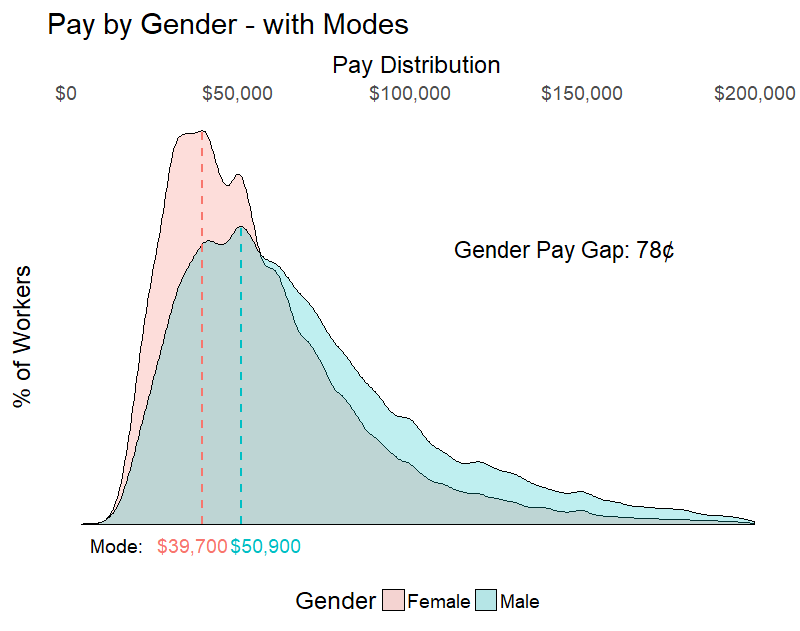 Pay by Gender - with Modes
Pay Distribution
$0 $50,000 $100,000 $150,000 $200,000
Gender Pay Gap: 78¢
% of Workers
Mode: $39,700 $50,900
Gender Female Male